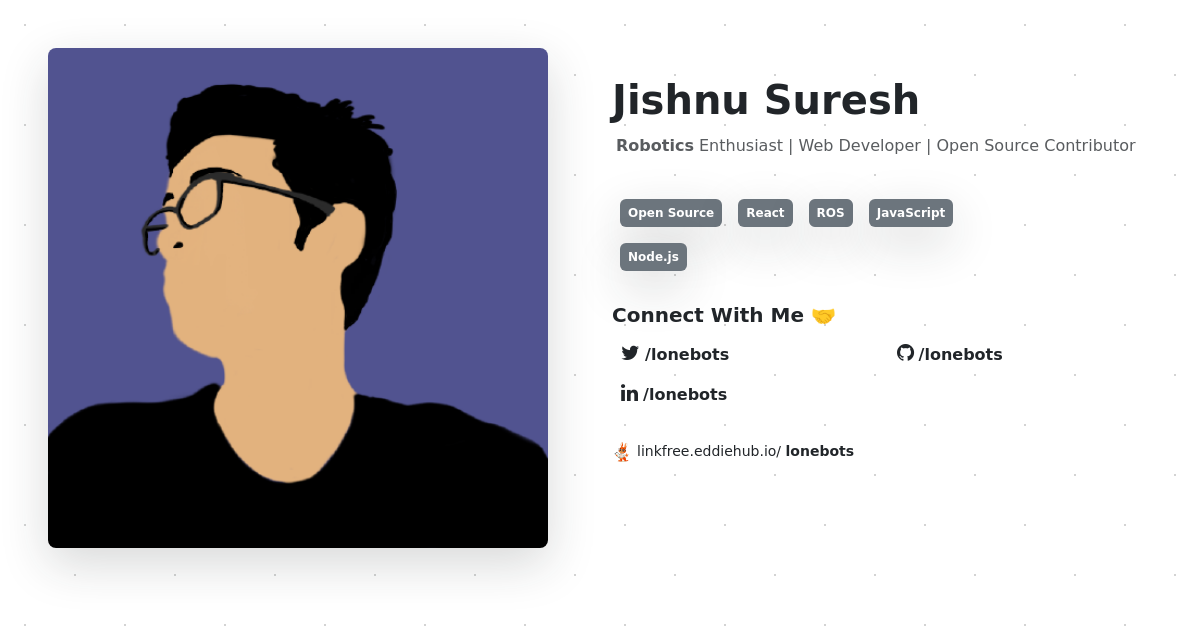 Jishnu Suresh
Robotics Enthusiast | Web Developer | Open Source Contributor
Open Source React ROS JavaScript
Node.js
Connect With Me 🤝
/lonebots /lonebots
in /lonebots
linkfree.eddiehub.io/ lonebots